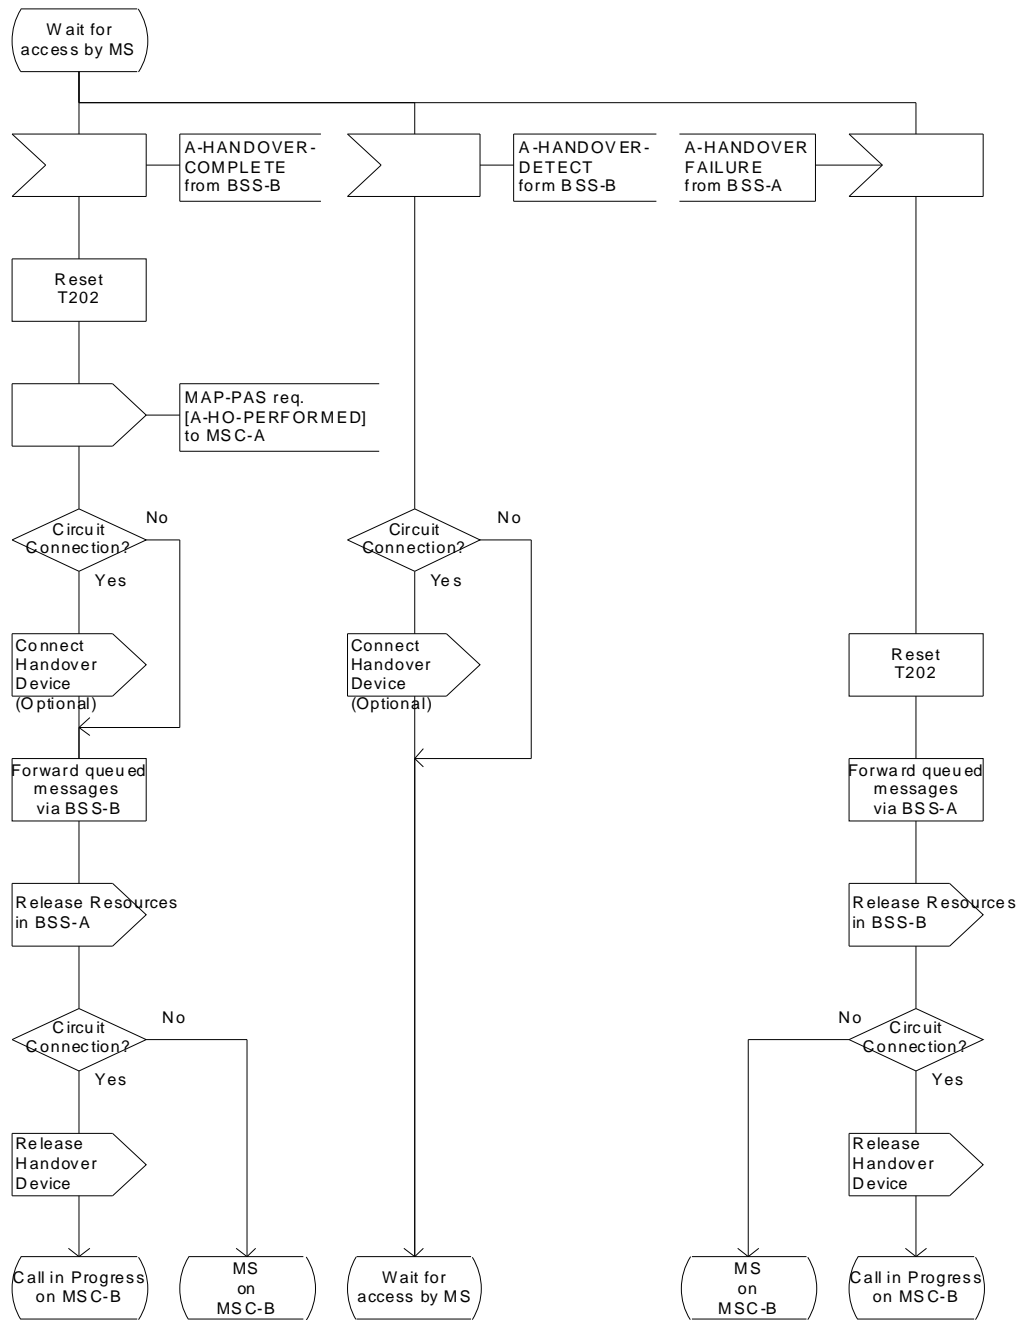 Wait for
access by MS
A-HANDOVER-
COMPLETE
from BSS-B
A-HANDOVER-
DETECT
form BSS-B
A-HANDOVER
FAILURE
from BSS-A
Reset
T202
MAP-PAS req.
[A-HO-PERFORMED]
to MSC-A
Circuit
Connection?
No
Yes
Circuit
Connection?
No
Yes
Connect
Handover
Device
(Optional)
Connect
Handover
Device
(Optional)
Reset
T202
Forward queued
messages
via BSS-B
Forward queued
messages
via BSS-A
Release Resources
in BSS-A
Release Resources
in BSS-B
Circuit
Connection?
No
Yes
No
Circuit
Connection?
Yes
Release
Handover
Device
Release
Handover
Device
Call in Progress
on MSC-B
MS
on
MSC-B
Wait for
access by MS
MS
on
MSC-B
Call in Progress
on MSC-B